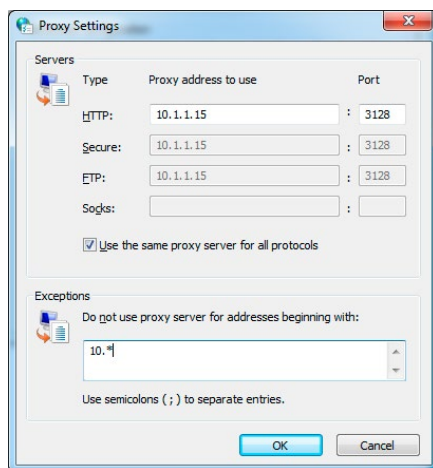 Proxy Settings
Servers
Type Proxy address to use Port
HTTP: 10.1.1.15 : 3128
Secure: 10.1.1.15 : 3128
FTP: 10.1.1.15 : 3128
Socks: :
Use the same proxy server for all protocols
Exceptions
Do not use proxy server for addresses beginning with:
10.*
Use semicolons ( ; ) to separate entries.
OK Cancel